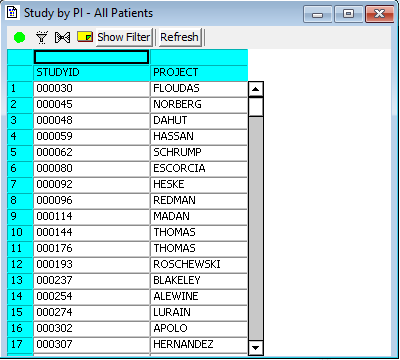 Study by PI - All Patients
Show Filter Refresh
STUDYID PROJECT
1 000030 FLOUDAS
2 000045 NORBERG
3 000048 DAHUT
4 000059 HASSAN
5 000062 SCHRUMP
6 000080 ESCORCIA
7 000092 HESKE
8 000096 REDMAN
9 000114 MADAN
10 000144 THOMAS
11 000176 THOMAS
12 000193 ROSCHEWSKI
13 000237 BLAKELEY
14 000254 ALEWINE
15 000274 LURAIN
16 000302 APOLO
17 000307 HERNANDEZ